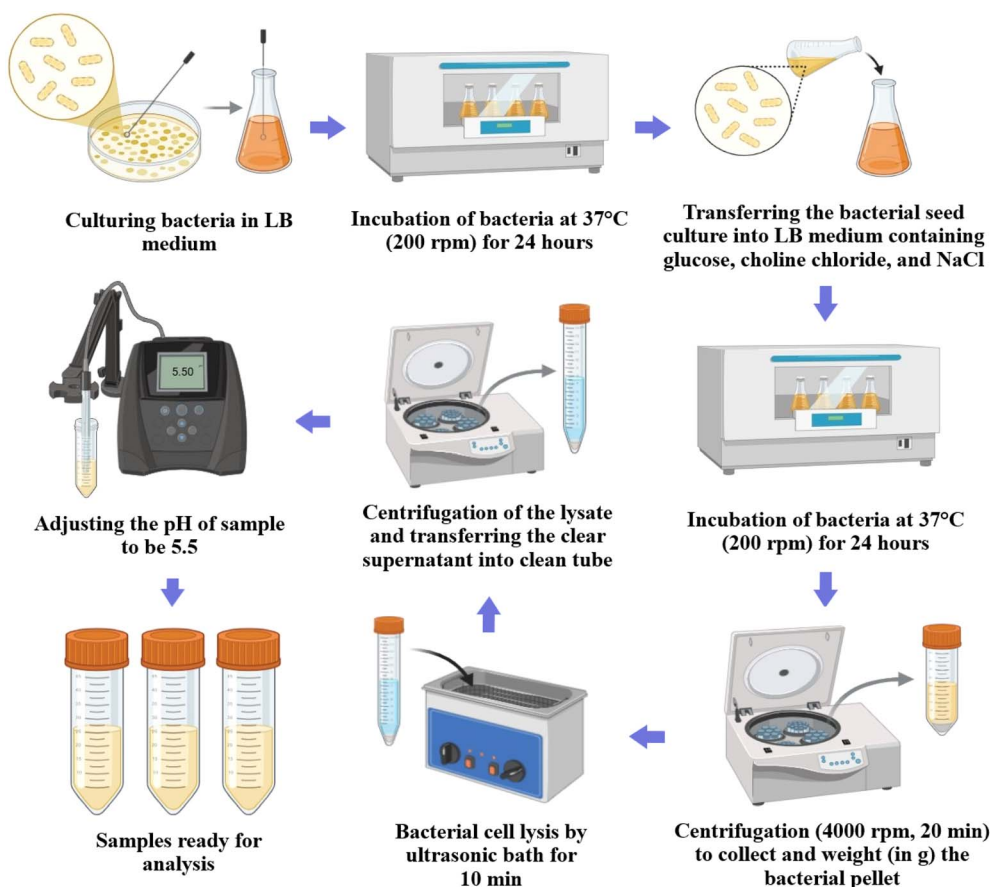 Culturing bacteria in LB
medium
Incubation of bacteria at 37°C
(200 rpm) for 24 hours
Transferring the bacterial seed
culture into LB medium containing
glucose, choline chloride, and NaCl
Incubation of bacteria at 37°C
(200 rpm) for 24 hours
Centrifugation (4000 rpm, 20 min)
to collect and weight (in g) the
bacterial pellet
Bacterial cell lysis by
ultrasonic bath for
10 min
Centrifugation of the lysate
and transferring the clear
supernatant into clean tube
5.50
Adjusting the pH of sample
to be 5.5
Samples ready for
analysis